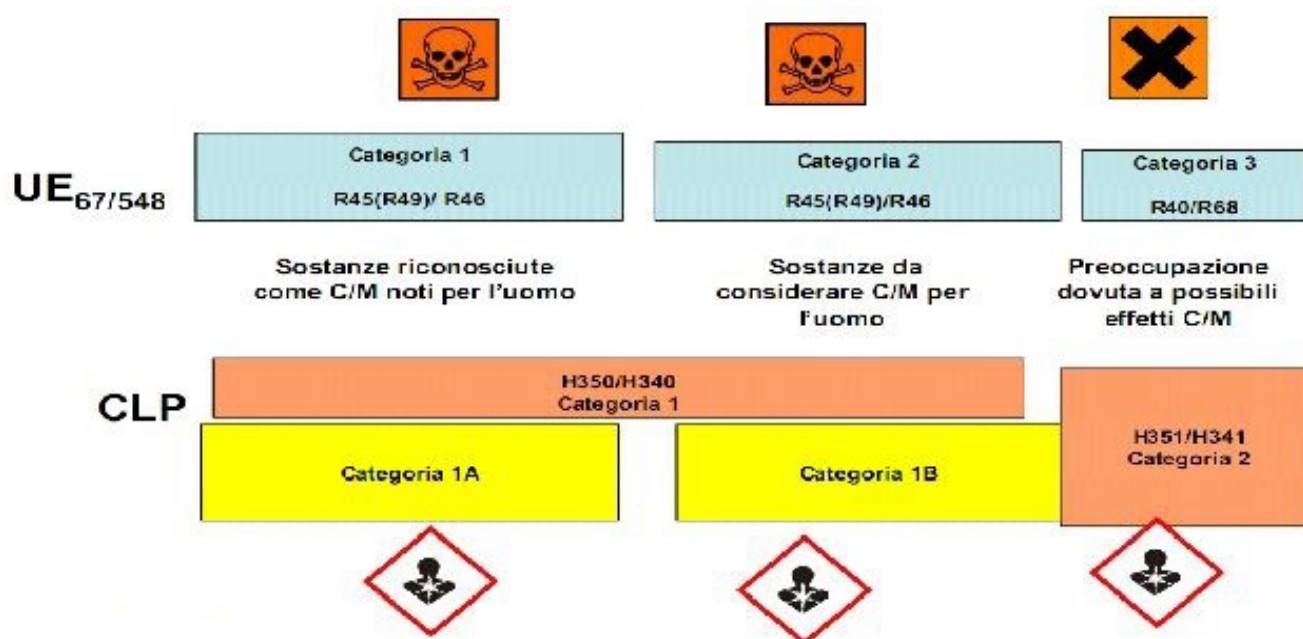 Categoria 1
R45(R49)/ R46
Categoria 2
R45(R49)/R46
Categoria 3
R40/R68
UE67/548
Sostanze riconosciute
come C/M noti per l'uomo
Sostanze da
considerare C/M per
l'uomo
Preoccupazione
dovuta a possibili
effetti C/M
CLP
H350/H340
Categoria 1
Categoria 1A
Categoria 1B
H351/H341
Categoria 2